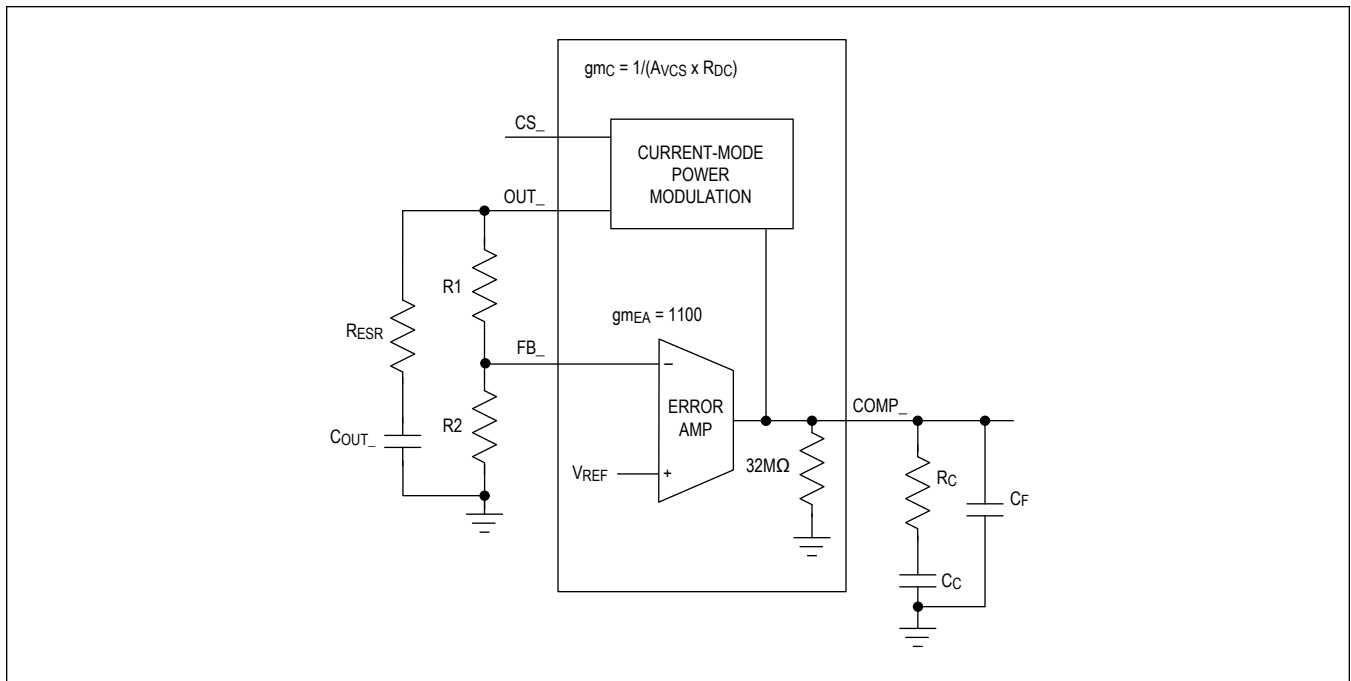 gmC = 1/(AVCS x RDC)
CS_
CURRENT-MODE
POWER
MODULATION
OUT_
R1
gmEA = 1100
RESR
FB_
−
ERROR
AMP
COMP_
R2
COUT_
32MΩ
VREF
+
RC
CF
CC